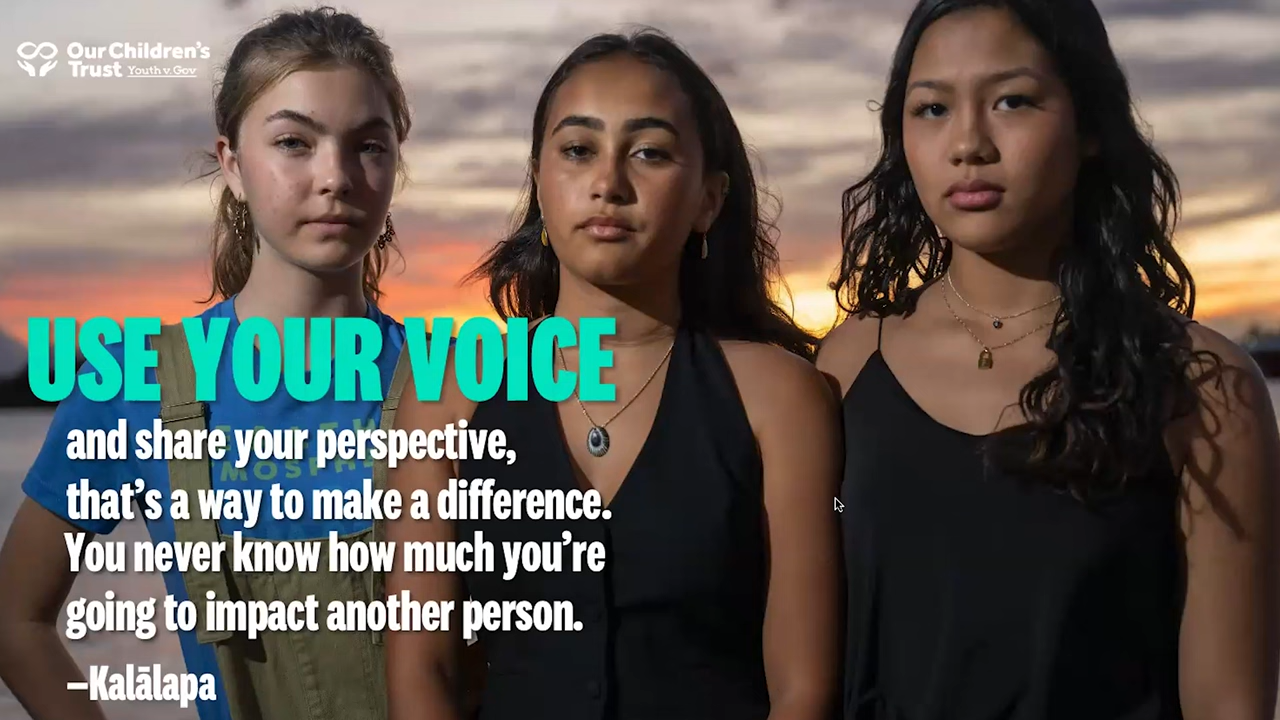 Our Children's
Trust Youth v. Gov
USE YOUR VOICE
and share your perspective,
that's a way to make a difference.
You never know how much you're
going to impact another person.
–Kalālapa